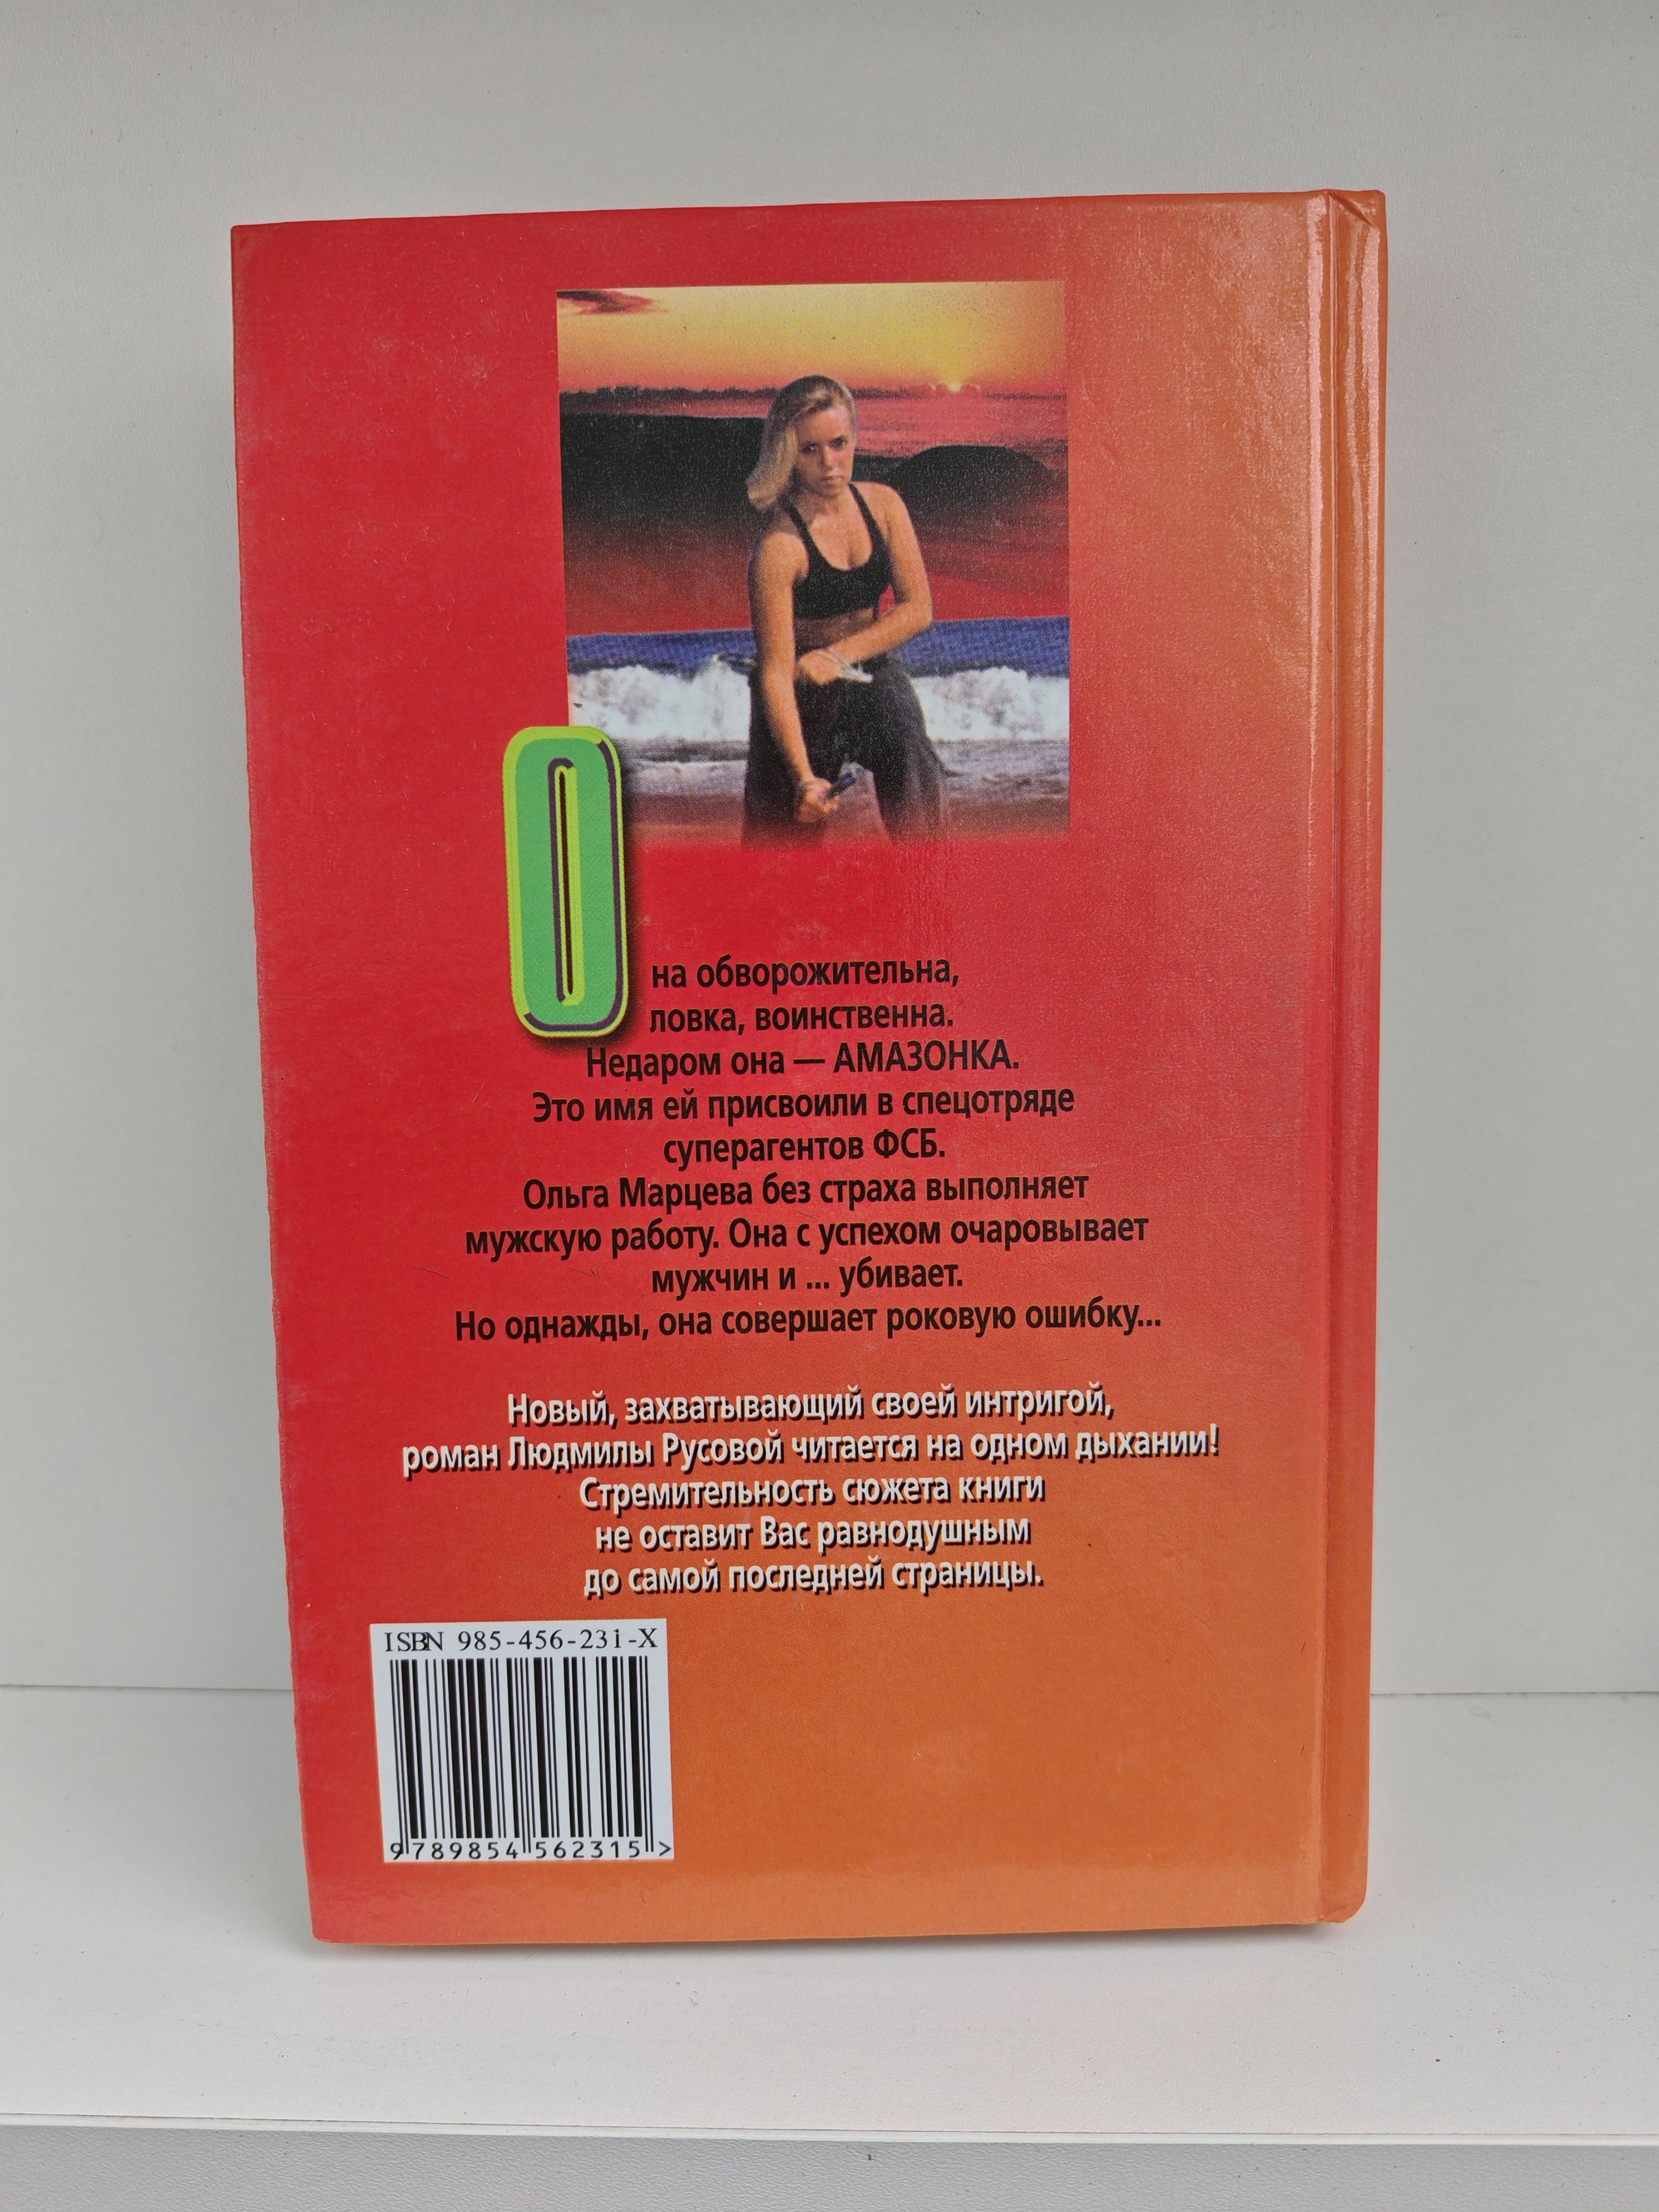 Она обворожительна,
ловка, воинственна.
Недаром она — АМАЗОНКА.
Это имя ей присвоили в спецотряде
суперагентов ФСБ.
Ольга Марцева без страха выполняет
мужскую работу. Она с успехом очаровывает
мужчин и ... убивает.
Но однажды, она совершает роковую ошибку...
Новый, захватывающий своей интригой,
роман Людмилы Русовой читается на одном дыхании!
Стремительность сюжета книги
не оставит Вас равнодушным
до самой последней страницы.
ISBN 985-456-231-X
9 789854 562315 >